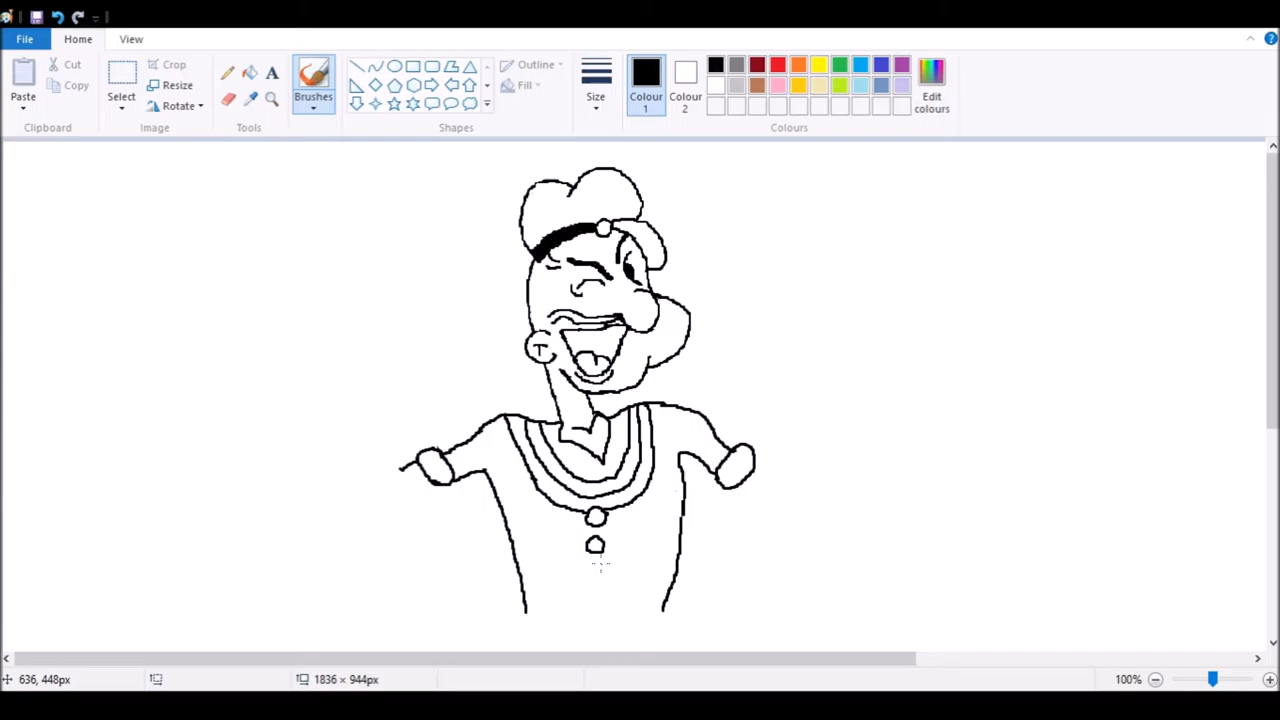 File Home View
Cut Crop Outline
Copy Resize Fill
Paste Select Rotate Brushes Size Colour 1 Colour 2 Edit colours
Clipboard Image Tools Shapes Colours
636, 448px 1836 × 944px 100%